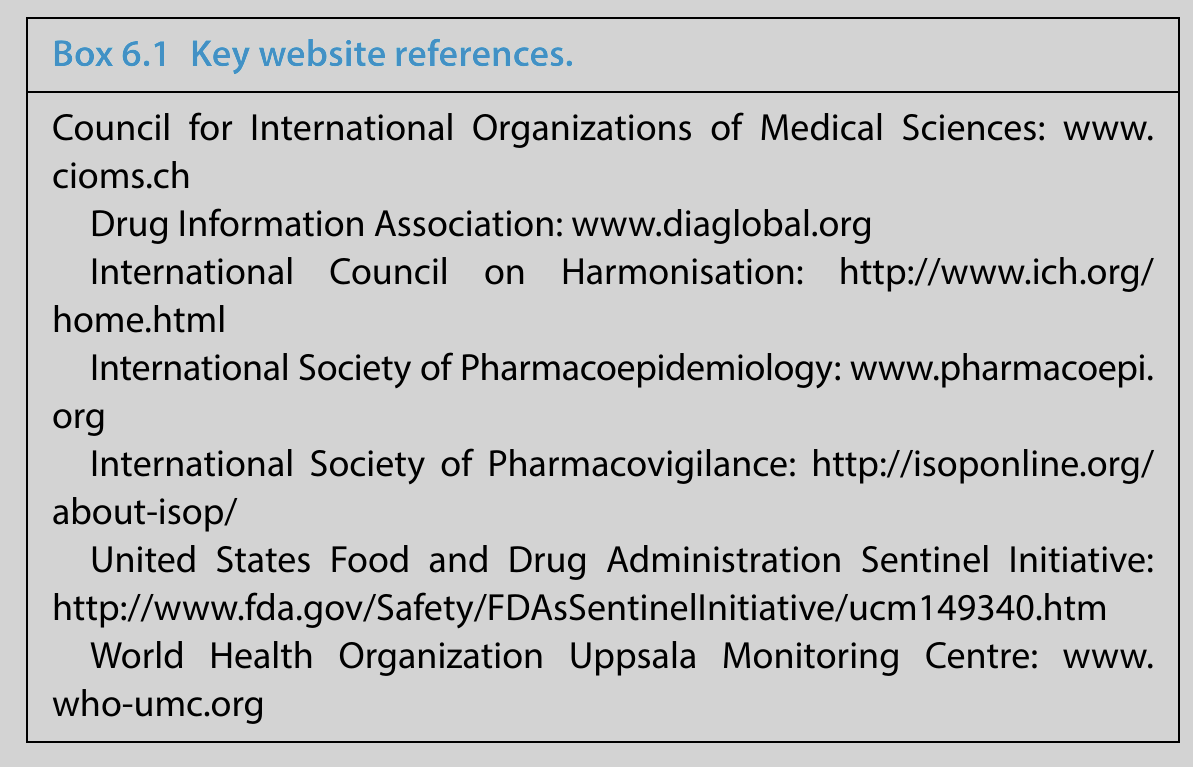 Box 6.1 Key website references.
Council for International Organizations of Medical Sciences: www.
cioms.ch
Drug Information Association: www.diaglobal.org
International Council on Harmonisation: http://www.ich.org/
home.html
International Society of Pharmacoepidemiology: www.pharmacoepi.
org
International Society of Pharmacovigilance: http://isoponline.org/
about-isop/
United States Food and Drug Administration Sentinel Initiative:
http://www.fda.gov/Safety/FDAsSentinelInitiative/ucm149340.htm
World Health Organization Uppsala Monitoring Centre: www.
who-umc.org